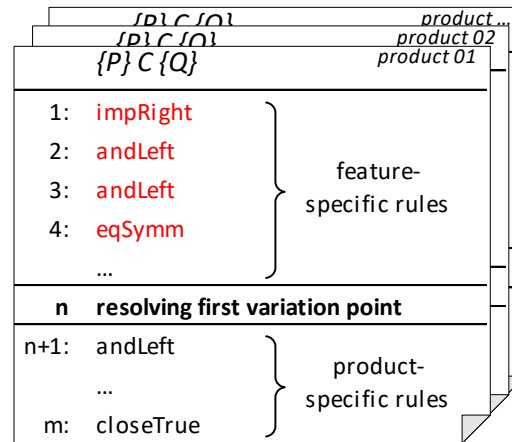 {P} C {Q} product ...
{P} C {Q} product 02
{P} C {Q} product 01
1: impRight
2: andLeft
3: andLeft
4: eqSymm
...
feature-
specific rules
n resolving first variation point
n+1: andLeft
...
m: closeTrue
product-
specific rules